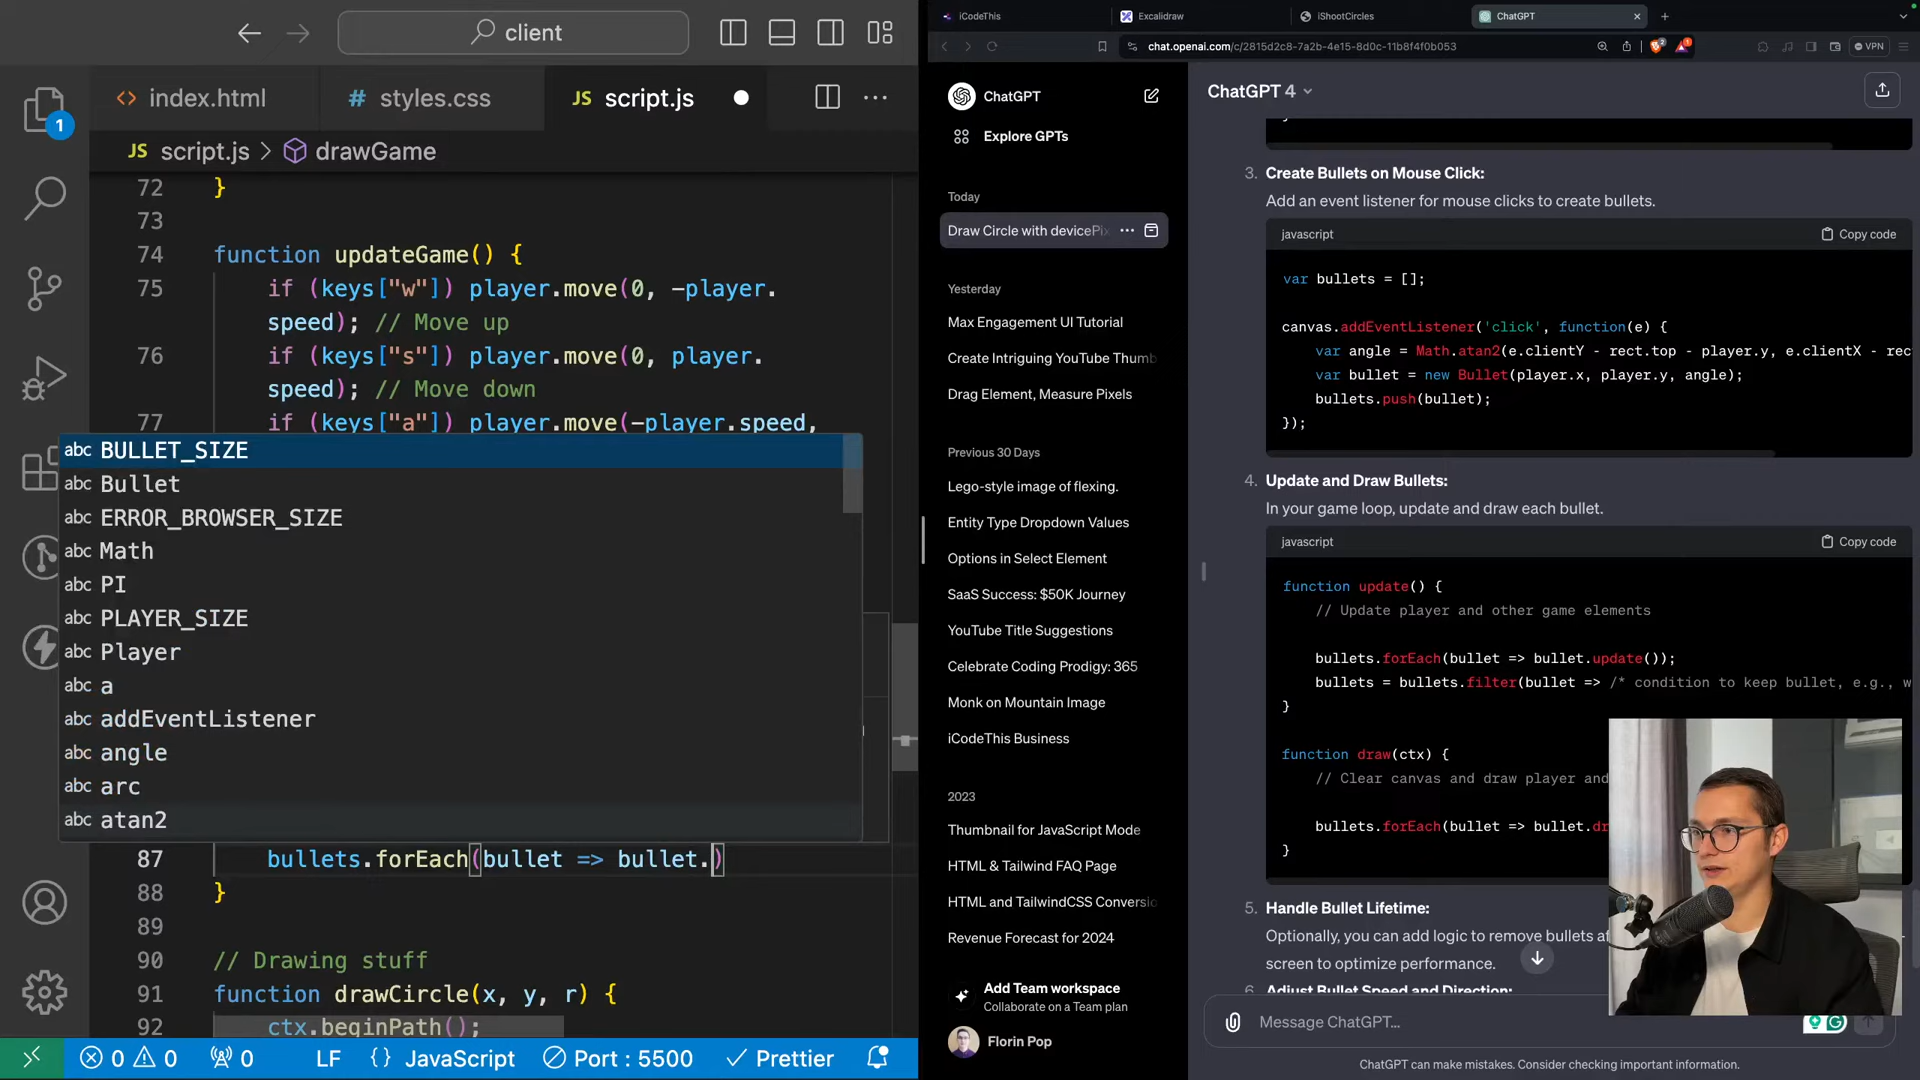 client
index.html
styles.css
script.js
script.js > drawGame
72 }
73
74 function updateGame() {
75 if (keys["w"]) player.move(0, -player.
speed); // Move up
76 if (keys["s"]) player.move(0, player.
speed); // Move down
77 if (keys["a"]) player.move(-player.speed,
abc BULLET_SIZE
abc Bullet
abc ERROR_BROWSER_SIZE
abc Math
abc PI
abc PLAYER_SIZE
abc Player
abc a
abc addEventListener
abc angle
abc arc
abc atan2
87 bullets.forEach(bullet => bullet.)
88 }
89
90 // Drawing stuff
91 function drawCircle(x, y, r) {
92 ctx.beginPath();
1
0 0 0 LF {} JavaScript Port : 5500 Prettier
iCodeThis
Excalidraw
iShootCircles
ChatGPT
chat.openai.com/c/2815d2c8-7a2b-4e15-8d0c-11b8f4f0b053
VPN
ChatGPT
Explore GPTs
Today
Draw Circle with devicePix
Yesterday
Max Engagement UI Tutorial
Create Intriguing YouTube Thumb
Drag Element, Measure Pixels
Previous 30 Days
Lego-style image of flexing.
Entity Type Dropdown Values
Options in Select Element
SaaS Success: $50K Journey
YouTube Title Suggestions
Celebrate Coding Prodigy: 365
Monk on Mountain Image
iCodeThis Business
2023
Thumbnail for JavaScript Mode
HTML & Tailwind FAQ Page
HTML and TailwindCSS Conversio
Revenue Forecast for 2024
Add Team workspace
Collaborate on a Team plan
Florin Pop
ChatGPT 4
3. Create Bullets on Mouse Click:
Add an event listener for mouse clicks to create bullets.
javascript
Copy code
var bullets = [];
canvas.addEventListener('click', function(e) {
var angle = Math.atan2(e.clientY - rect.top - player.y, e.clientX - rec
var bullet = new Bullet(player.x, player.y, angle);
bullets.push(bullet);
});
4. Update and Draw Bullets:
In your game loop, update and draw each bullet.
javascript
Copy code
function update() {
// Update player and other game elements
bullets.forEach(bullet => bullet.update());
bullets = bullets.filter(bullet => /* condition to keep bullet, e.g., w
}
function draw(ctx) {
// Clear canvas and draw player and
bullets.forEach(bullet => bullet.dr
}
5. Handle Bullet Lifetime:
Optionally, you can add logic to remove bullets af
screen to optimize performance.
6. Adjust Bullet Speed and Direction:
Message ChatGPT...
ChatGPT can make mistakes. Consider checking important information.